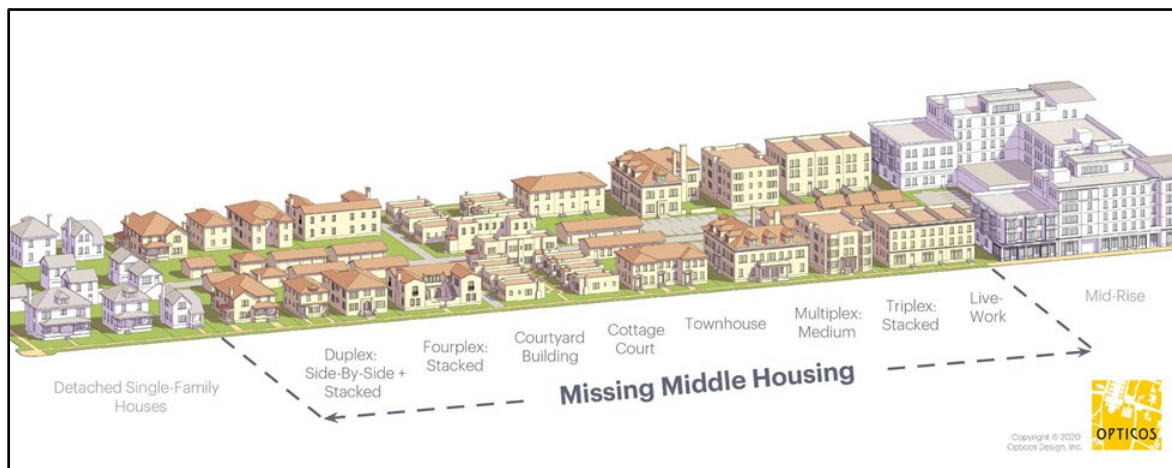 Detached Single-Family
Houses
Duplex:
Side-By-Side +
Stacked
Fourplex:
Stacked
Courtyard
Building
Cottage
Court
Townhouse
Multiplex:
Medium
Triplex:
Stacked
Live-
Work
Mid-Rise
Missing Middle Housing
Copyright © 2020
Opticos Design, Inc.
OPTICOS